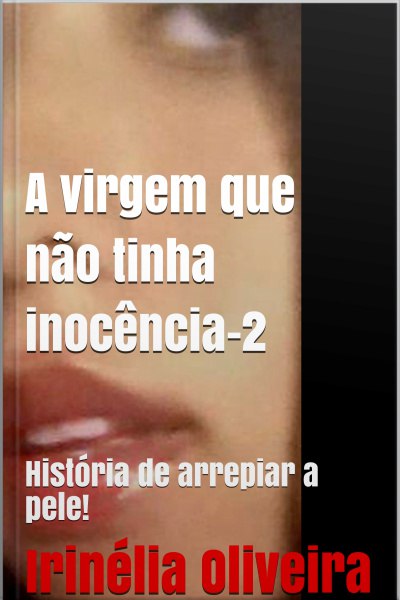 A virgem que
não tinha
inocência-2
História de arrepiar a
pele!
Irinélia Oliveira